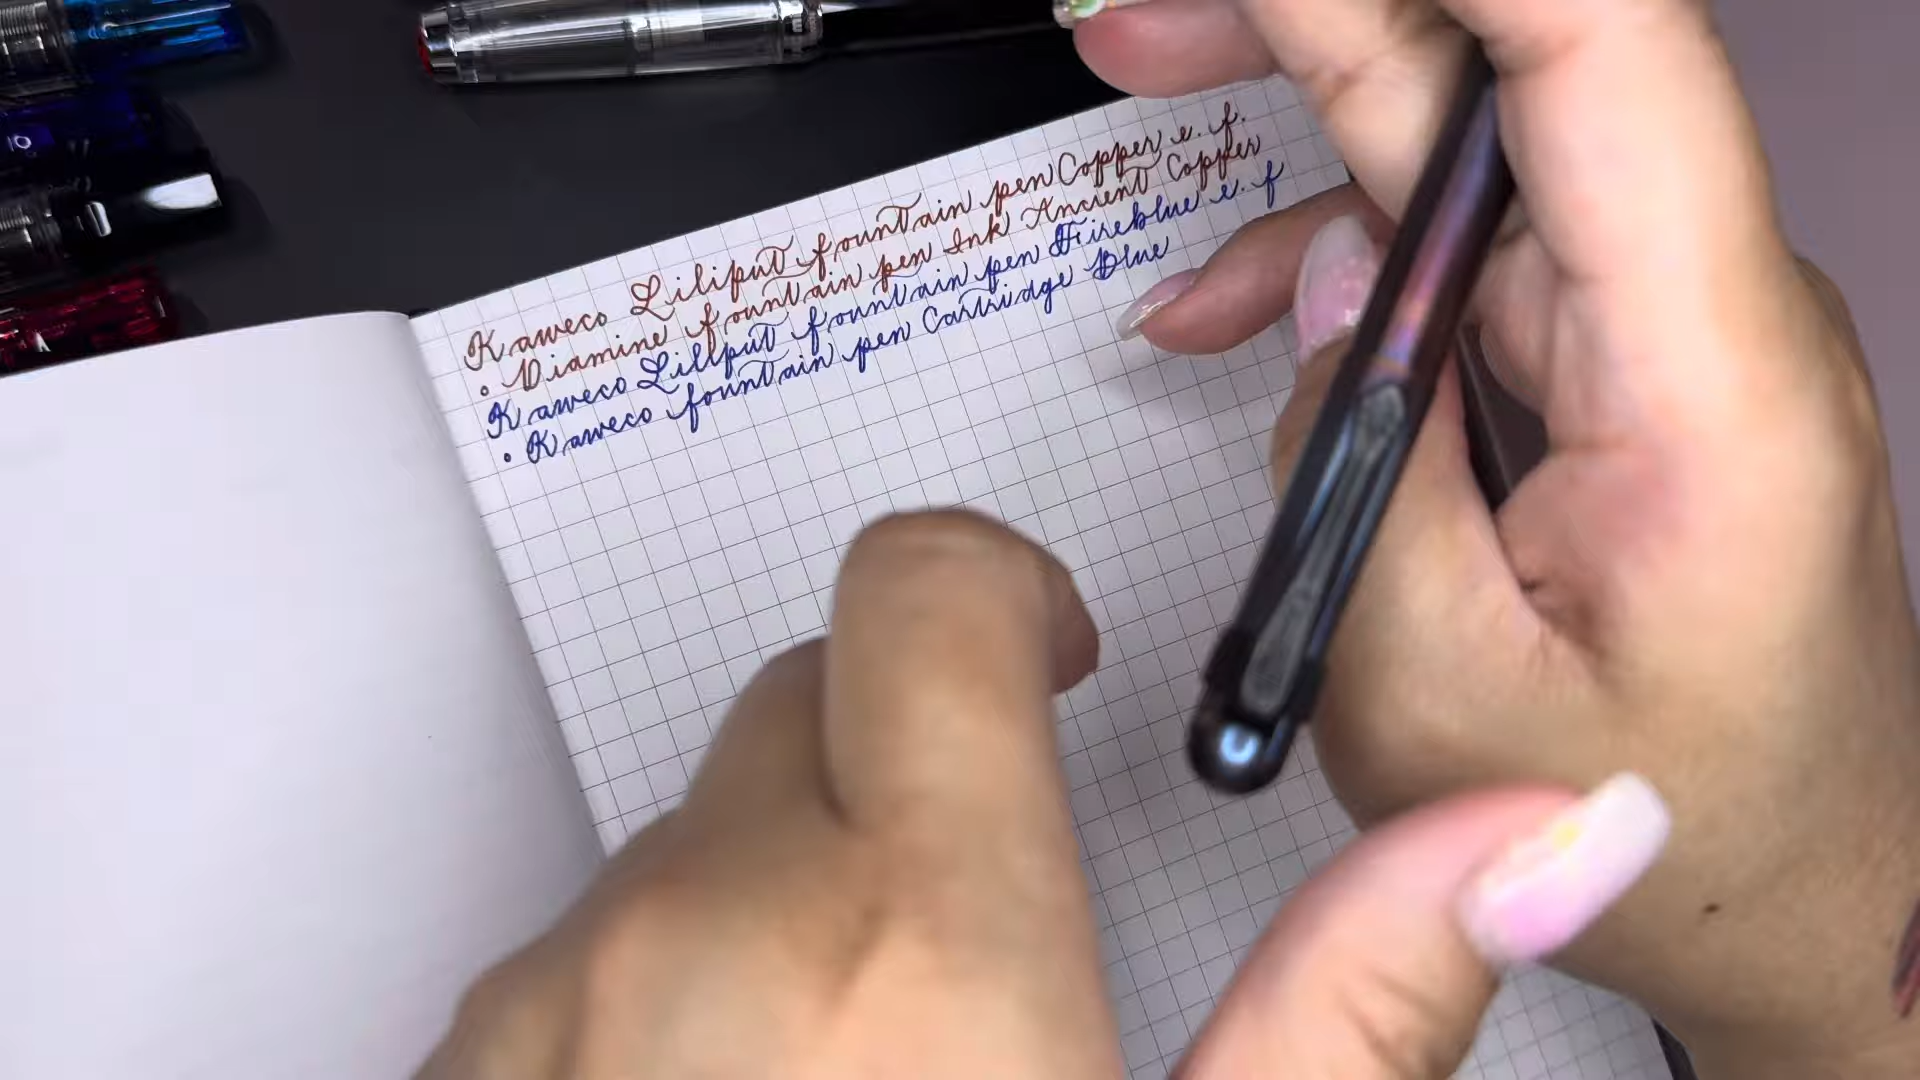 Kaweco Liliput fountain pen Copper e. f.
• Diamine fountain pen Ink Ancient Copper
Kaweco Lilliput fountain pen Fireblue e. f
• Kaweco fountain pen Cartridge Blue